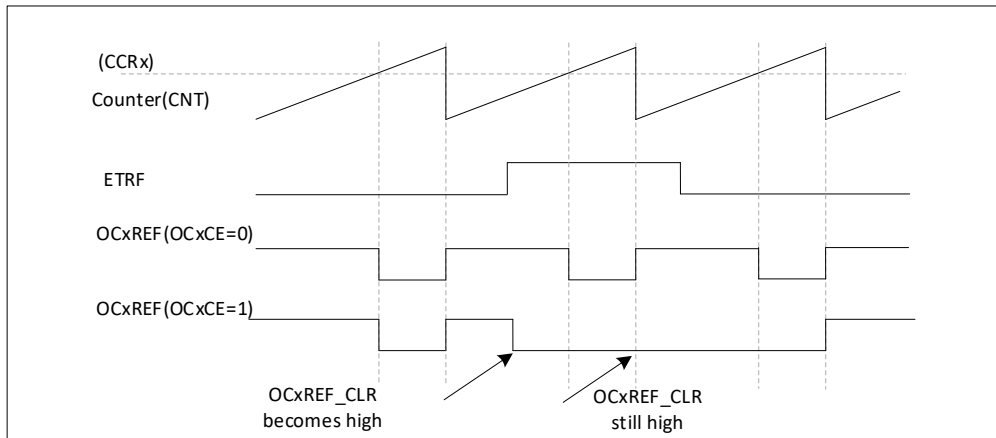 (CCRx)
Counter(CNT)
ETRF
OCxREF(OCxCE=0)
OCxREF(OCxCE=1)
OCxREF_CLR
becomes high
OCxREF_CLR
still high